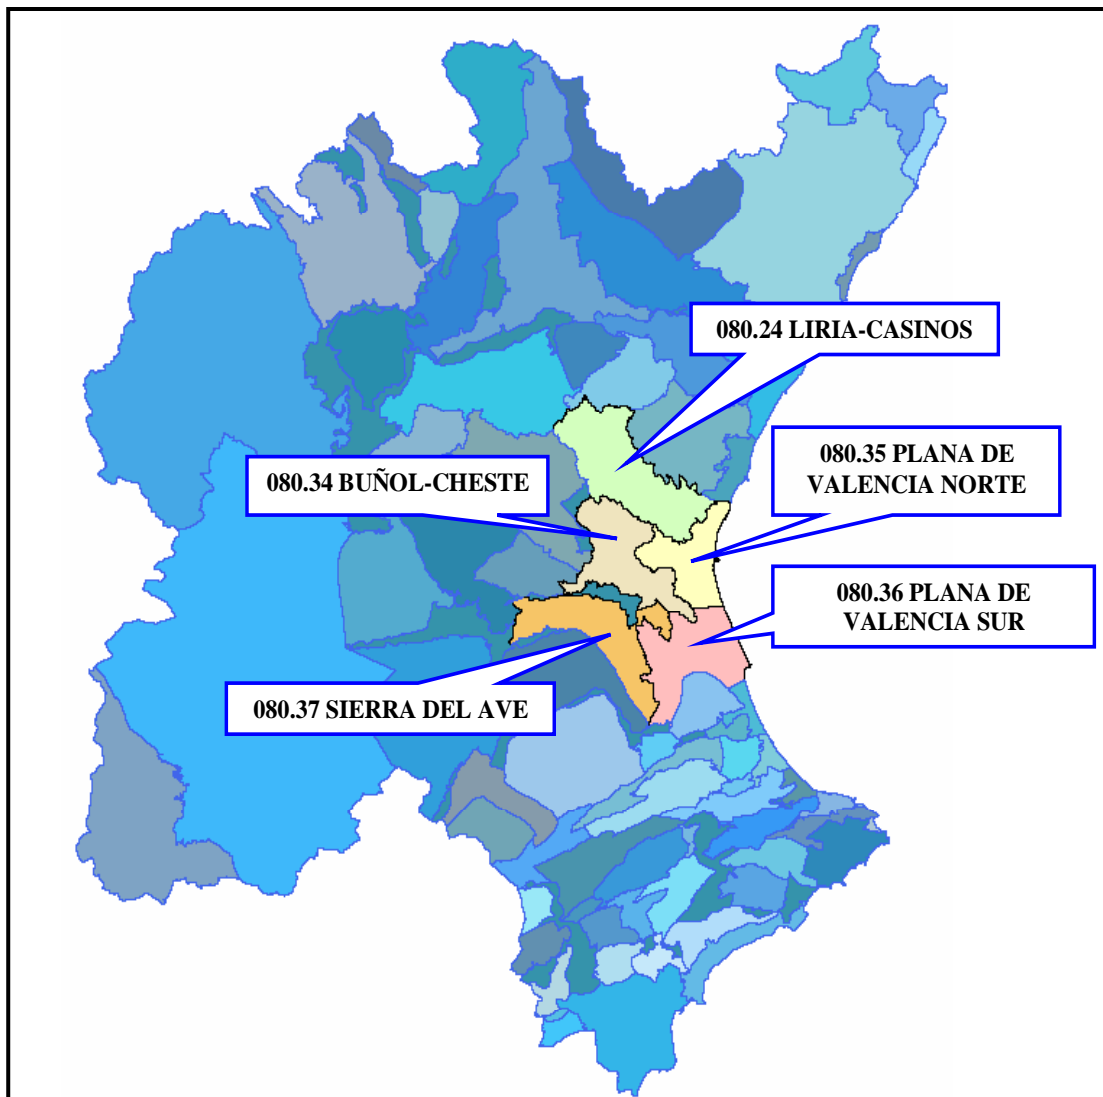 080.24 LIRIA-CASINOS
080.35 PLANA DE
VALENCIA NORTE
080.34 BUÑOL-CHESTE
080.36 PLANA DE
VALENCIA SUR
080.37 SIERRA DEL AVE